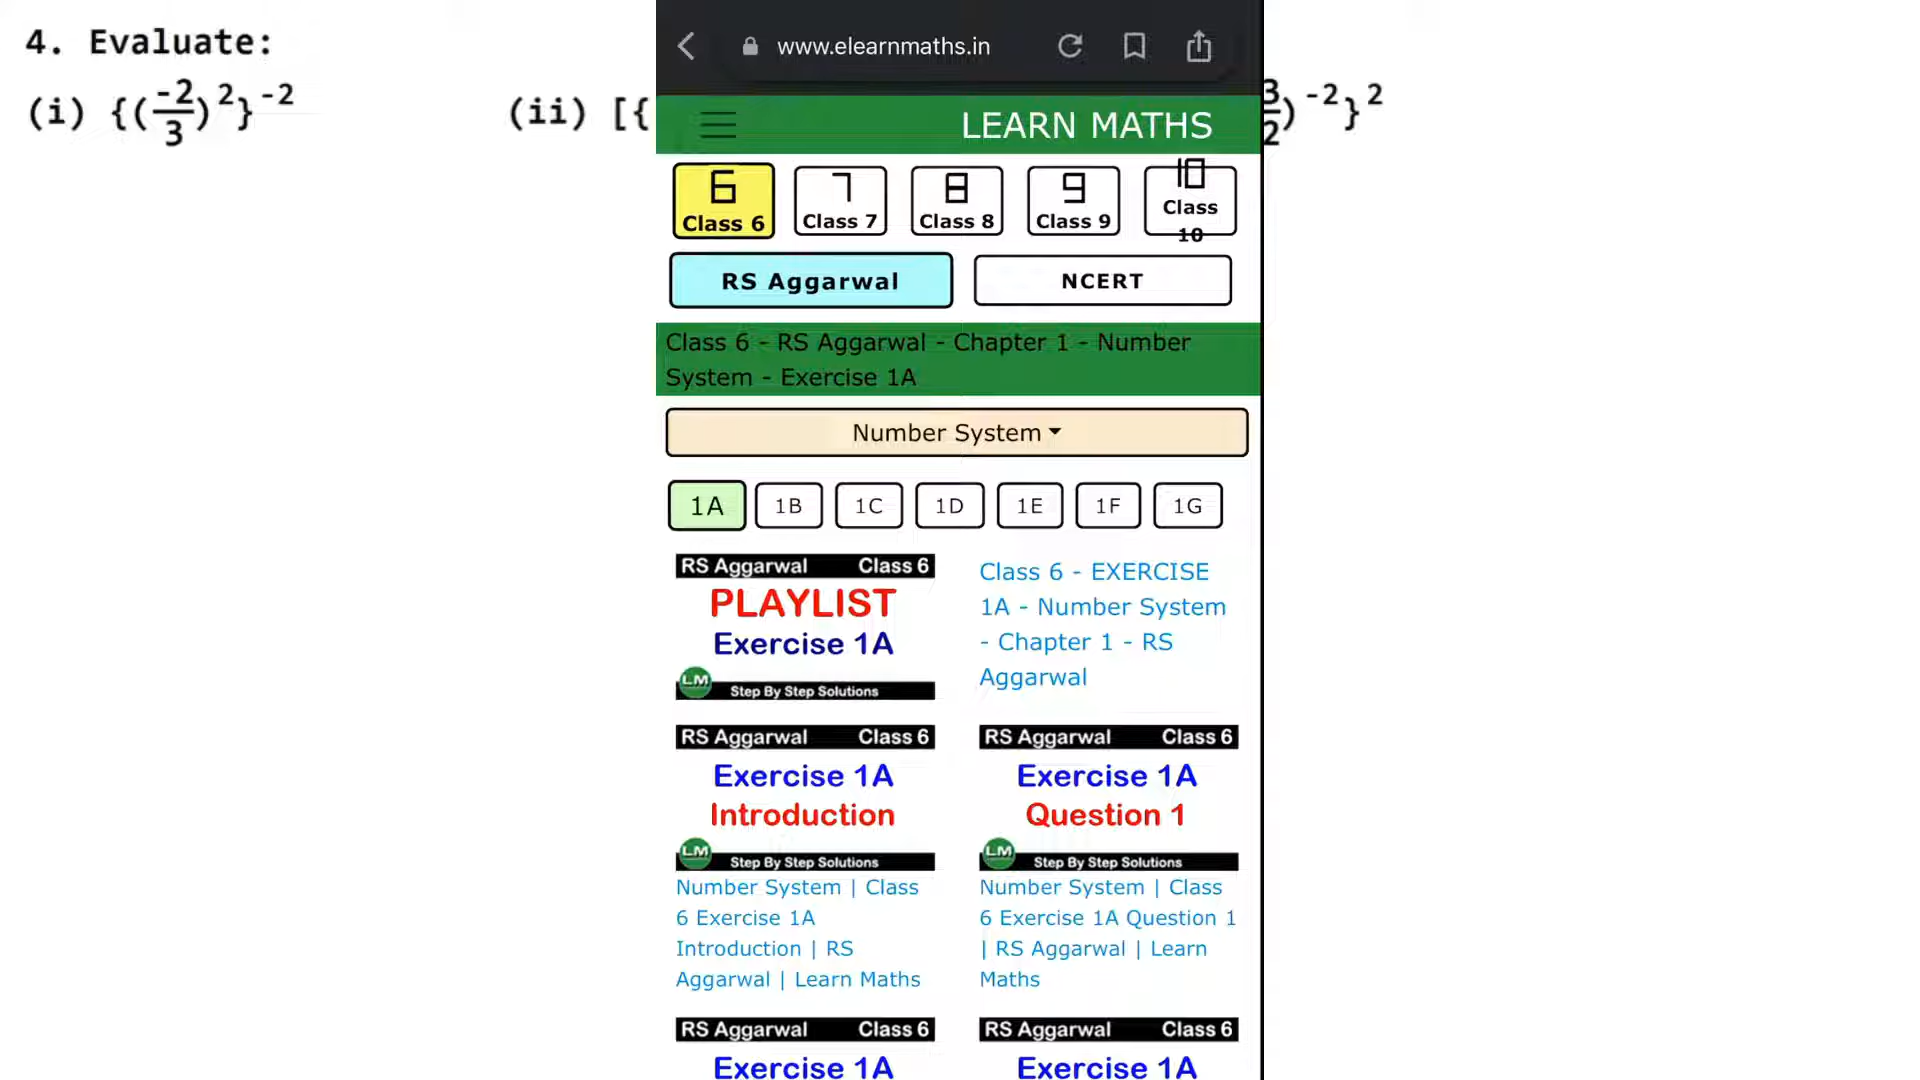 4. Evaluate:
(i) {(-2/3)^2}^-2
(ii) [{
3/2)^-2}^2
www.elearnmaths.in
LEARN MATHS
6 7 8 9 10
Class 6 Class 7 Class 8 Class 9 Class
10
RS Aggarwal NCERT
Class 6 - RS Aggarwal - Chapter 1 - Number
System - Exercise 1A
Number System
1A 1B 1C 1D 1E 1F 1G
RS Aggarwal Class 6
PLAYLIST
Exercise 1A
LM Step By Step Solutions
Class 6 - EXERCISE
1A - Number System
- Chapter 1 - RS
Aggarwal
RS Aggarwal Class 6
Exercise 1A
Introduction
LM Step By Step Solutions
Number System | Class
6 Exercise 1A
Introduction | RS
Aggarwal | Learn Maths
RS Aggarwal Class 6
Exercise 1A
Question 1
LM Step By Step Solutions
Number System | Class
6 Exercise 1A Question 1
| RS Aggarwal | Learn
Maths
RS Aggarwal Class 6
Exercise 1A
RS Aggarwal Class 6
Exercise 1A